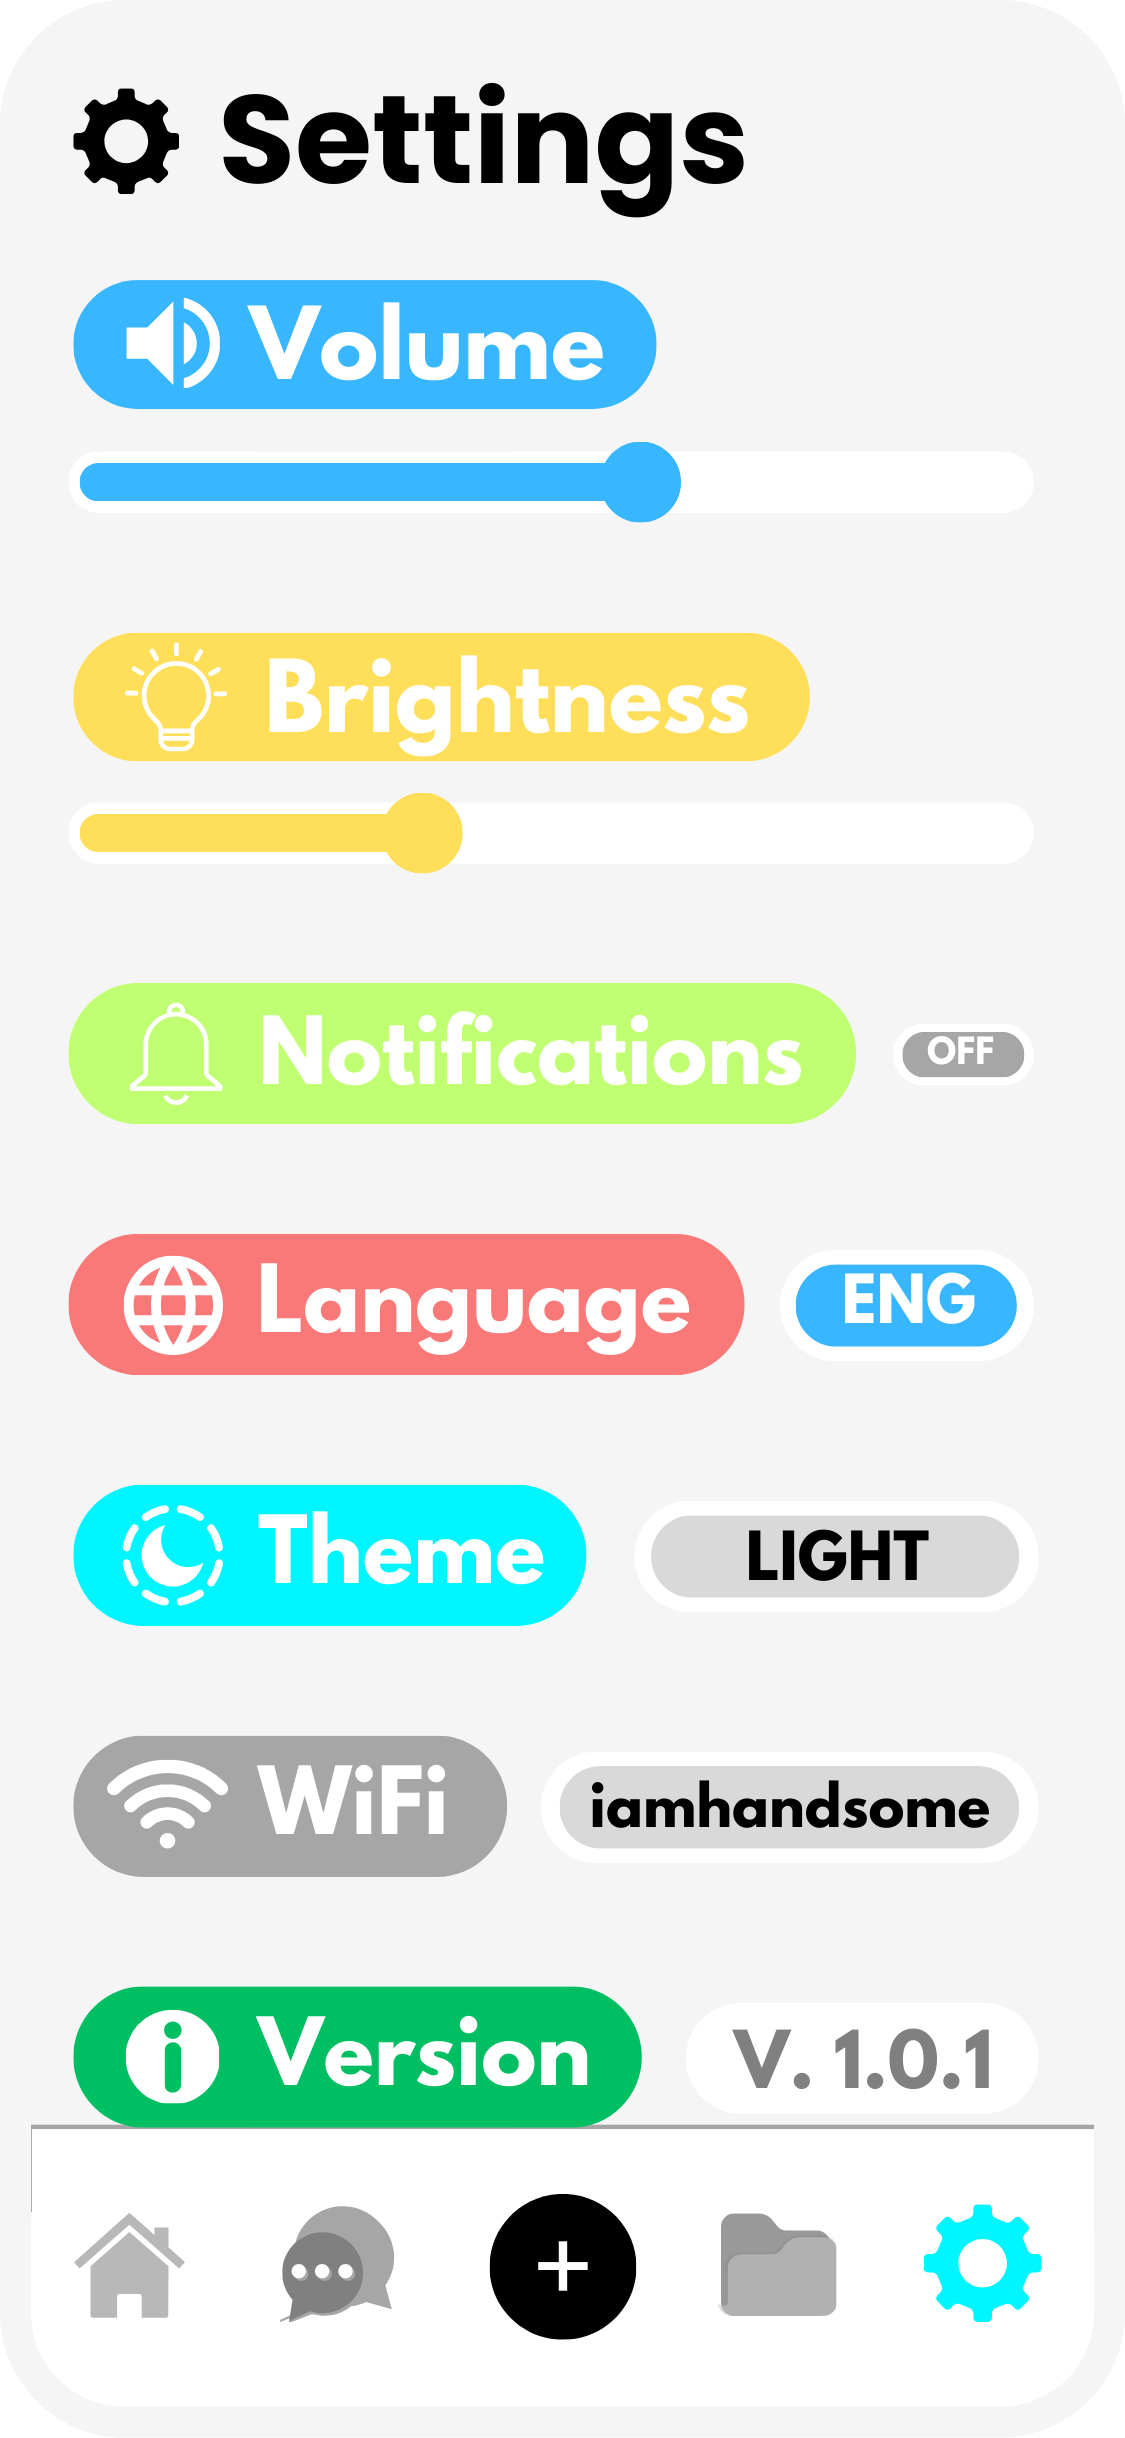 Settings
Volume
Brightness
Notifications OFF
Language ENG
Theme LIGHT
WiFi iamhandsome
Version V. 1.0.1